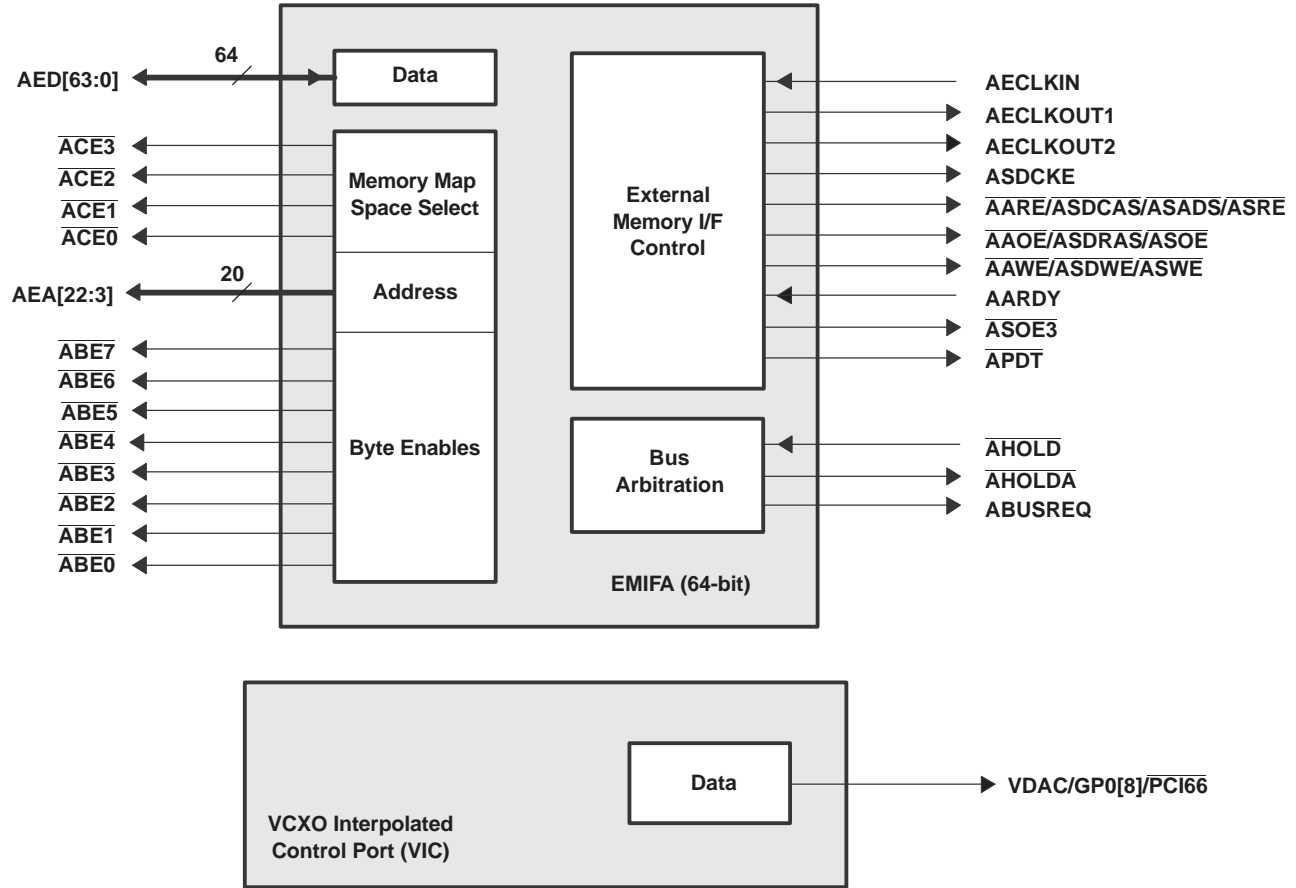 64
AED[63:0]
Data
ACE3
ACE2
ACE1
ACE0
Memory Map
Space Select
20
AEA[22:3]
Address
ABE7
ABE6
ABE5
ABE4
ABE3
ABE2
ABE1
ABE0
Byte Enables
External
Memory I/F
Control
AECLKIN
AECLKOUT1
AECLKOUT2
ASDCKE
AARE/ASDCAS/ASADS/ASRE
AAOE/ASDRAS/ASOE
AAWE/ASDWE/ASWE
AARDY
ASOE3
APDT
Bus
Arbitration
AHOLD
AHOLDA
ABUSREQ
EMIFA (64-bit)
Data
VDAC/GP0[8]/PCI66
VCXO Interpolated
Control Port (VIC)